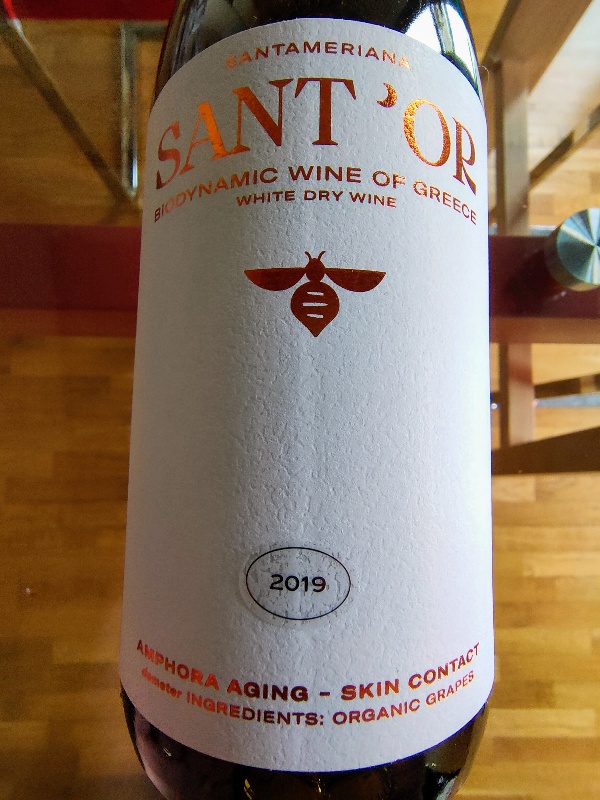 SANTAMERIANA
SANT'OR
BIODYNAMIC WINE OF GREECE
WHITE DRY WINE
2019
AMPHORA AGING - SKIN CONTACT
demeter INGREDIENTS: ORGANIC GRAPES